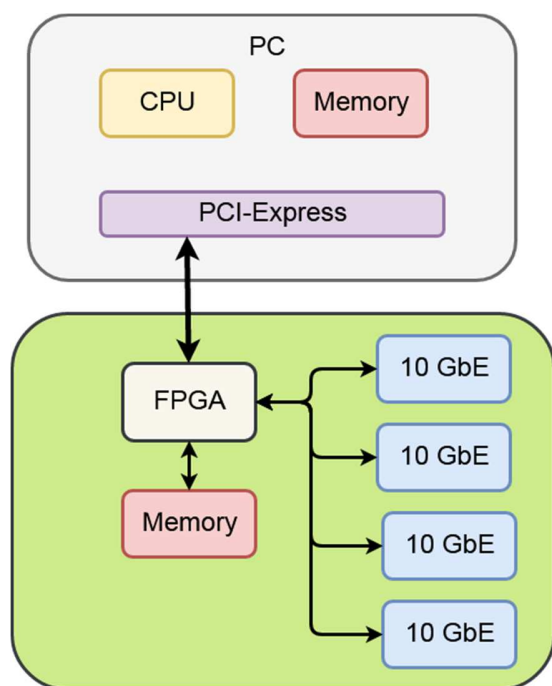 PC
CPU
Memory
PCI-Express
FPGA
Memory
10 GbE
10 GbE
10 GbE
10 GbE